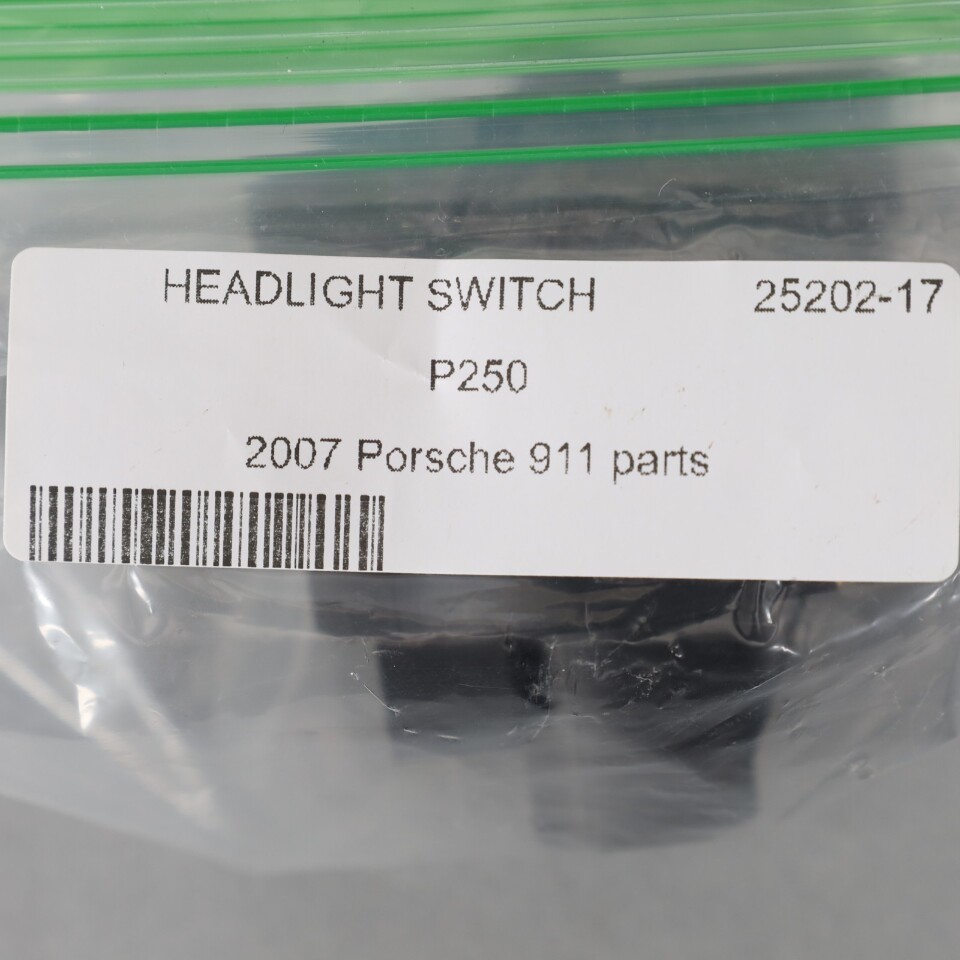 HEADLIGHT SWITCH 25202-17
P250
2007 Porsche 911 parts